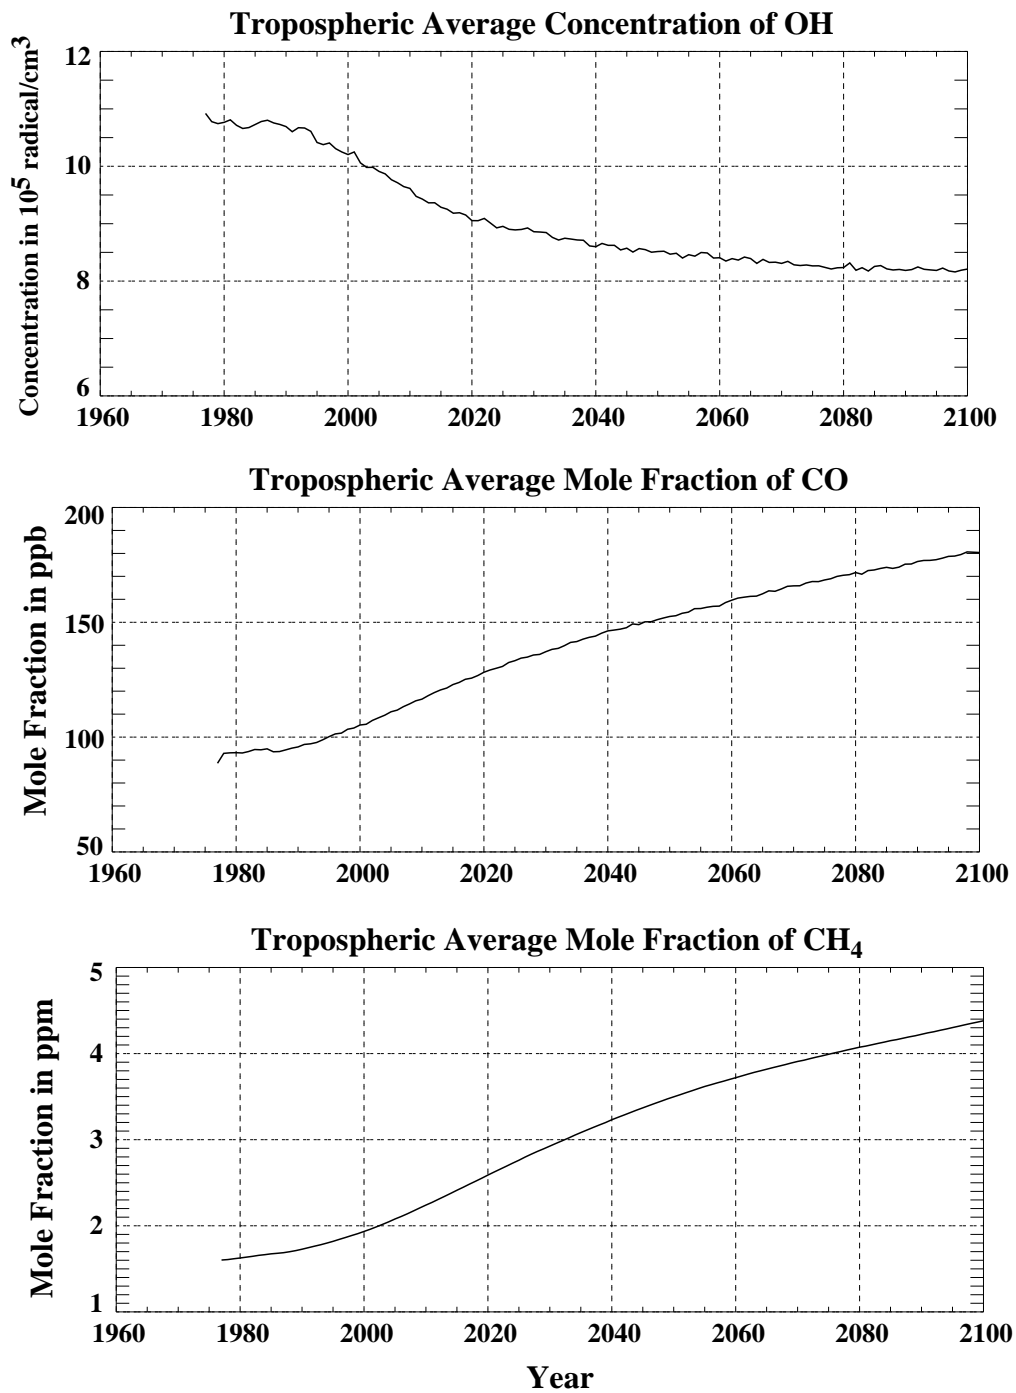 Tropospheric Average Concentration of OH
Concentration in 10⁵ radical/cm³
12
10
8
6
1960 1980 2000 2020 2040 2060 2080 2100
Tropospheric Average Mole Fraction of CO
Mole Fraction in ppb
200
150
100
50
1960 1980 2000 2020 2040 2060 2080 2100
Tropospheric Average Mole Fraction of CH₄
Mole Fraction in ppm
5
4
3
2
1
1960 1980 2000 2020 2040 2060 2080 2100
Year